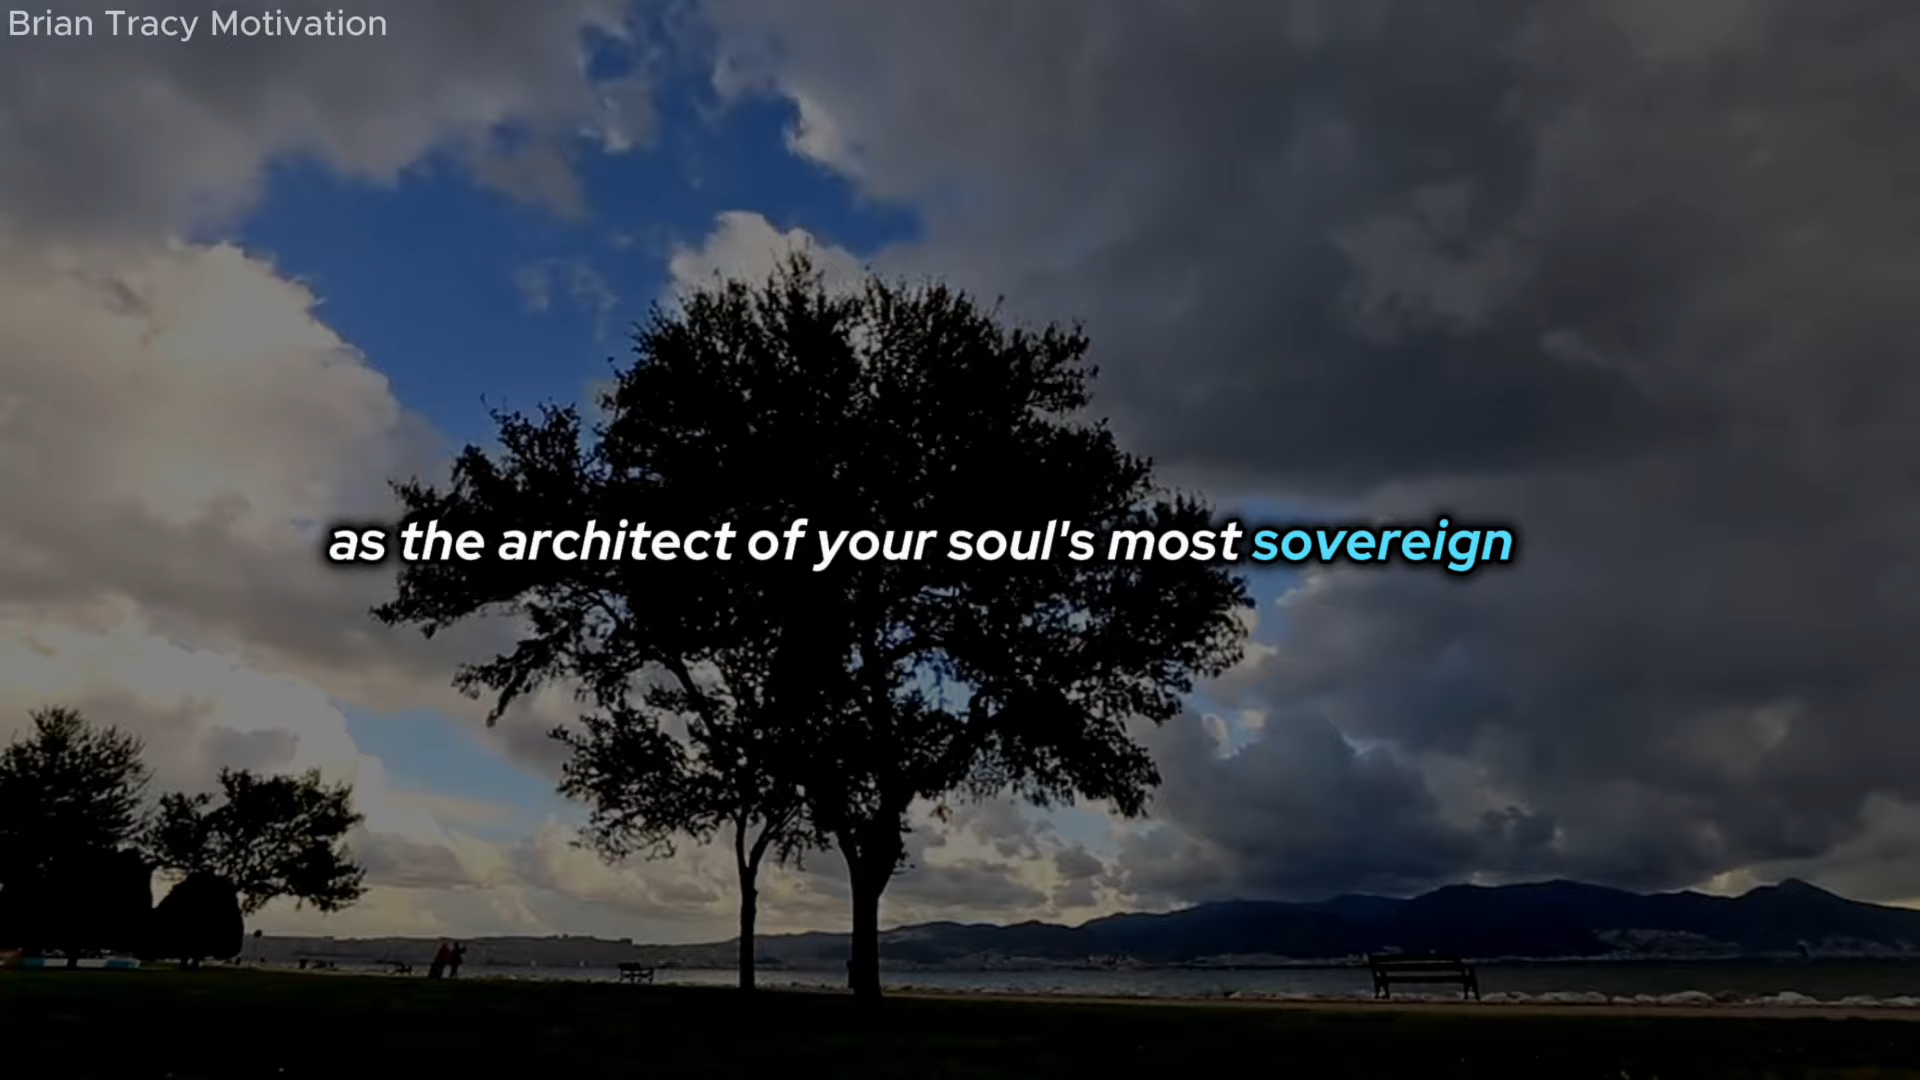 Brian Tracy Motivation
as the architect of your soul's most sovereign